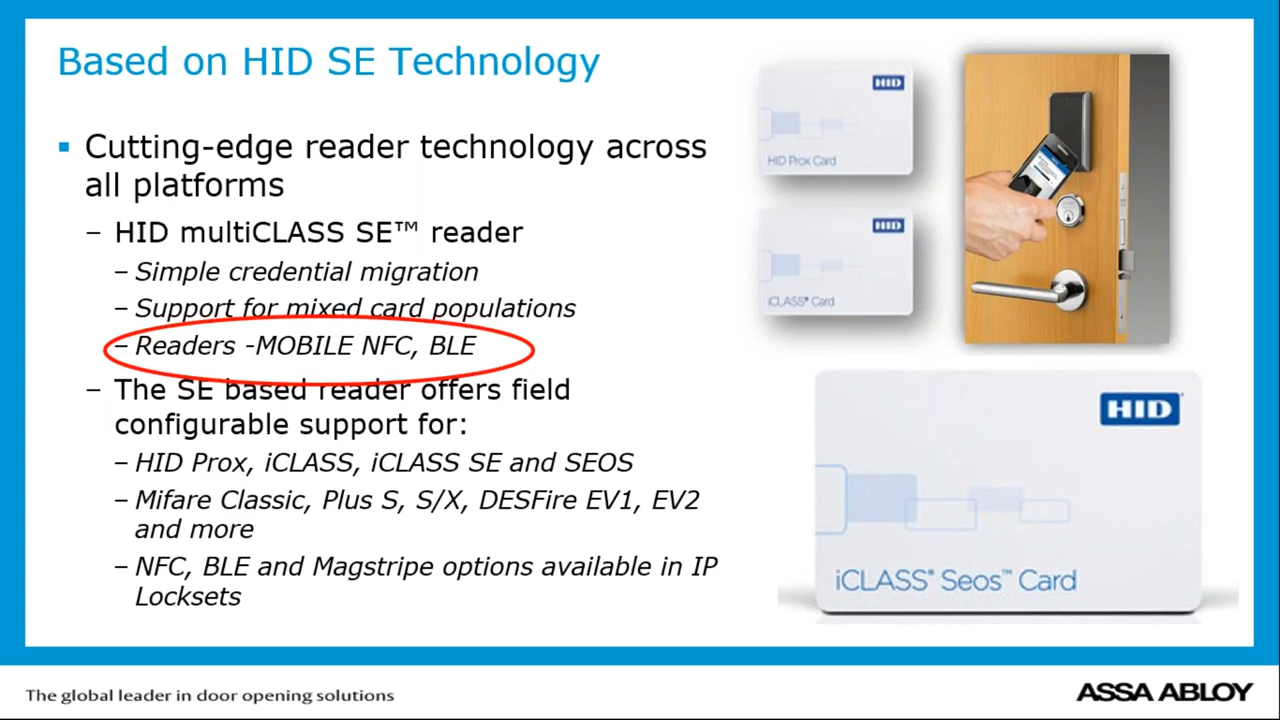 Based on HID SE Technology
▪ Cutting-edge reader technology across
all platforms
– HID multiCLASS SE™ reader
– Simple credential migration
– Support for mixed card populations
– Readers -MOBILE NFC, BLE
– The SE based reader offers field
configurable support for:
– HID Prox, iCLASS, iCLASS SE and SEOS
– Mifare Classic, Plus S, S/X, DESFire EV1, EV2
and more
– NFC, BLE and Magstripe options available in IP
Locksets
HID
HID Prox Card
HID
iCLASS® Card
HID
iCLASS® Seos™ Card
The global leader in door opening solutions
ASSA ABLOY